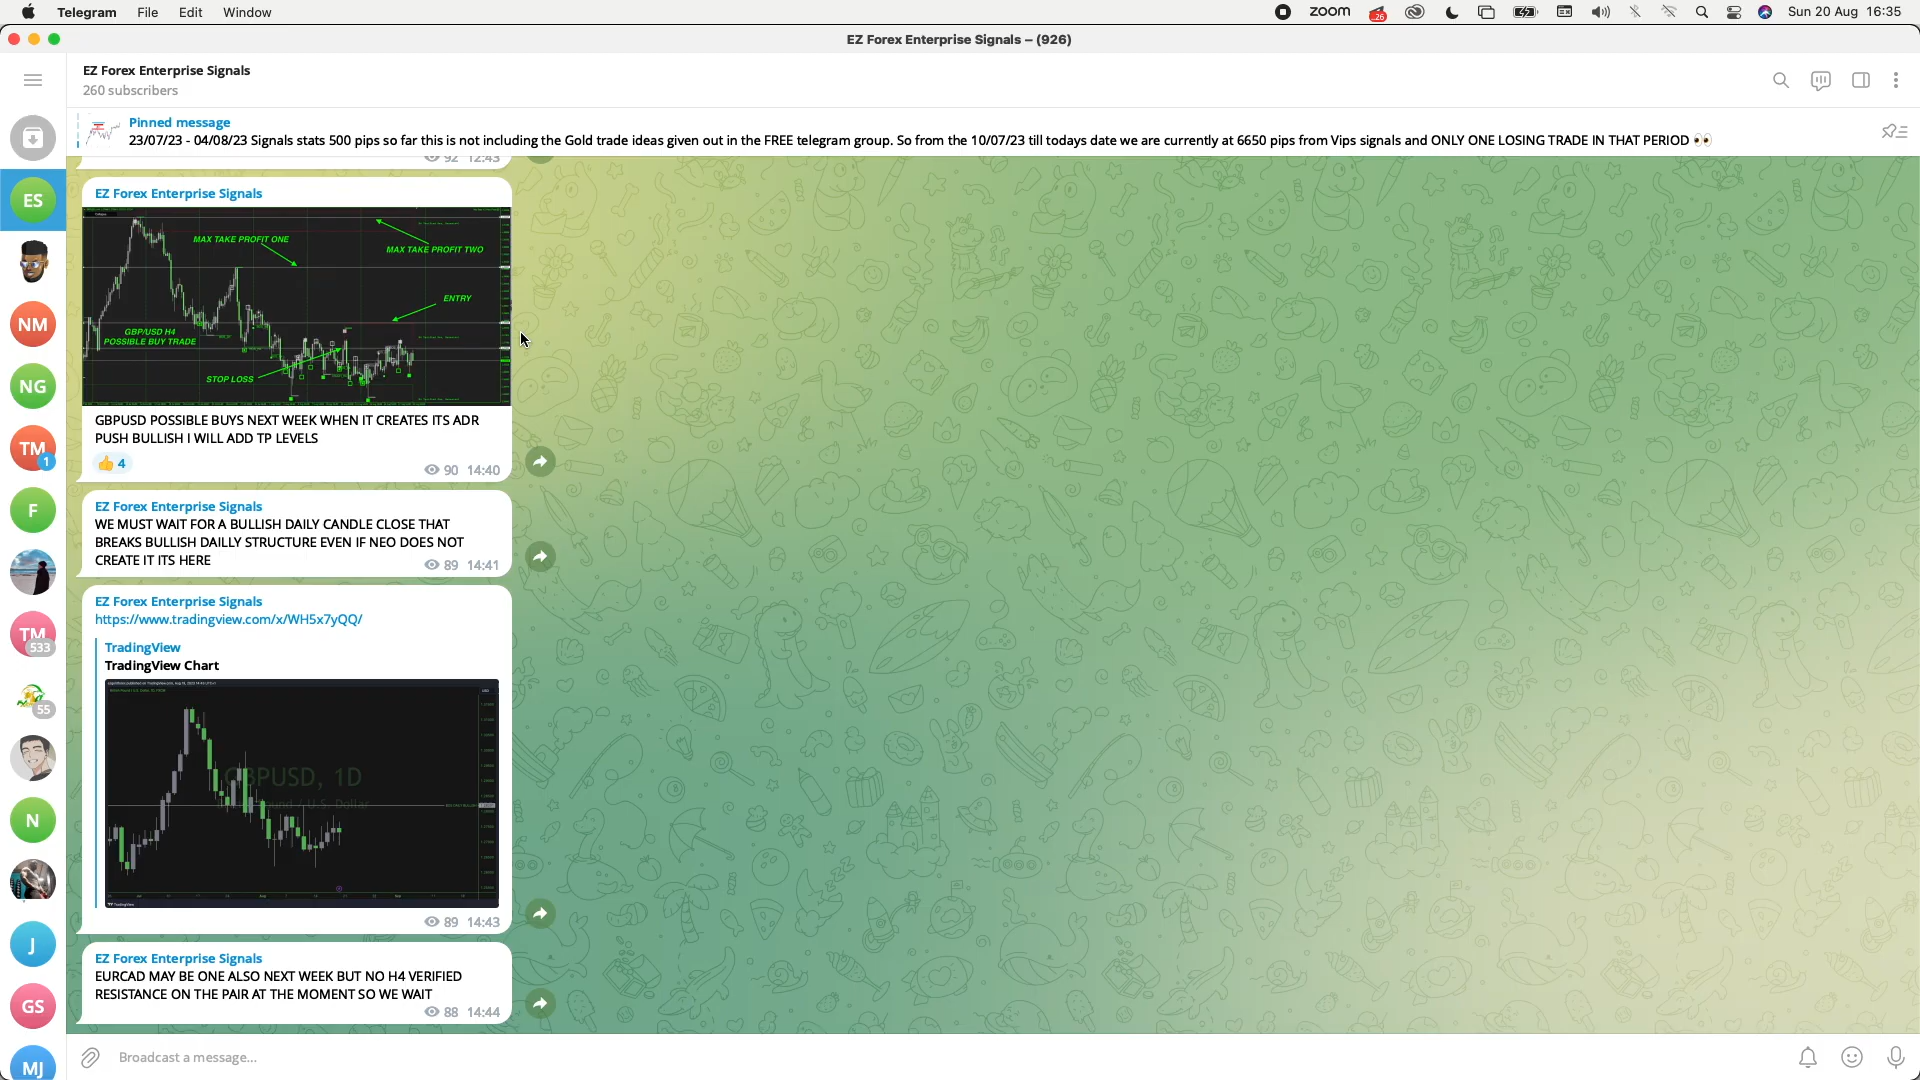 Telegram File Edit Window
zoom
26
Sun 20 Aug 16:35
EZ Forex Enterprise Signals – (926)
EZ Forex Enterprise Signals
260 subscribers
Pinned message
23/07/23 - 04/08/23 Signals stats 500 pips so far this is not including the Gold trade ideas given out in the FREE telegram group. So from the 10/07/23 till todays date we are currently at 6650 pips from Vips signals and ONLY ONE LOSING TRADE IN THAT PERIOD 👀
92 12:43
ES
NM
NG
TM
1
F
TM
533
55
N
J
GS
MJ
EZ Forex Enterprise Signals
MAX TAKE PROFIT ONE
MAX TAKE PROFIT TWO
ENTRY
GBP/USD H4
POSSIBLE BUY TRADE
STOP LOSS
GBPUSD POSSIBLE BUYS NEXT WEEK WHEN IT CREATES ITS ADR
PUSH BULLISH I WILL ADD TP LEVELS
👍 4
90 14:40
EZ Forex Enterprise Signals
WE MUST WAIT FOR A BULLISH DAILY CANDLE CLOSE THAT
BREAKS BULLISH DAILLY STRUCTURE EVEN IF NEO DOES NOT
CREATE IT ITS HERE
89 14:41
EZ Forex Enterprise Signals
https://www.tradingview.com/x/WH5x7yQQ/
TradingView
TradingView Chart
GBPUSD, 1D
TradingView
89 14:43
EZ Forex Enterprise Signals
EURCAD MAY BE ONE ALSO NEXT WEEK BUT NO H4 VERIFIED
RESISTANCE ON THE PAIR AT THE MOMENT SO WE WAIT
88 14:44
Broadcast a message...